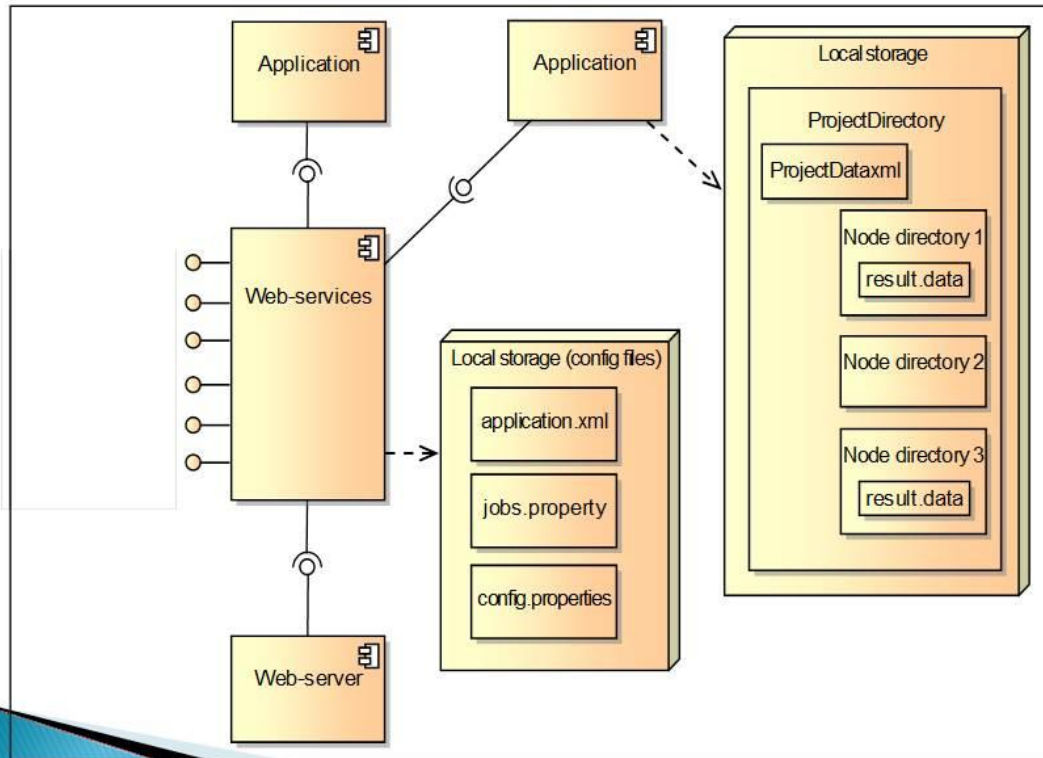 Application
Application
Local storage
ProjectDirectory
ProjectDataxml
Node directory 1
result.data
Node directory 2
Node directory 3
result.data
Web-services
Local storage (config files)
application.xml
jobs.property
config.properties
Web-server